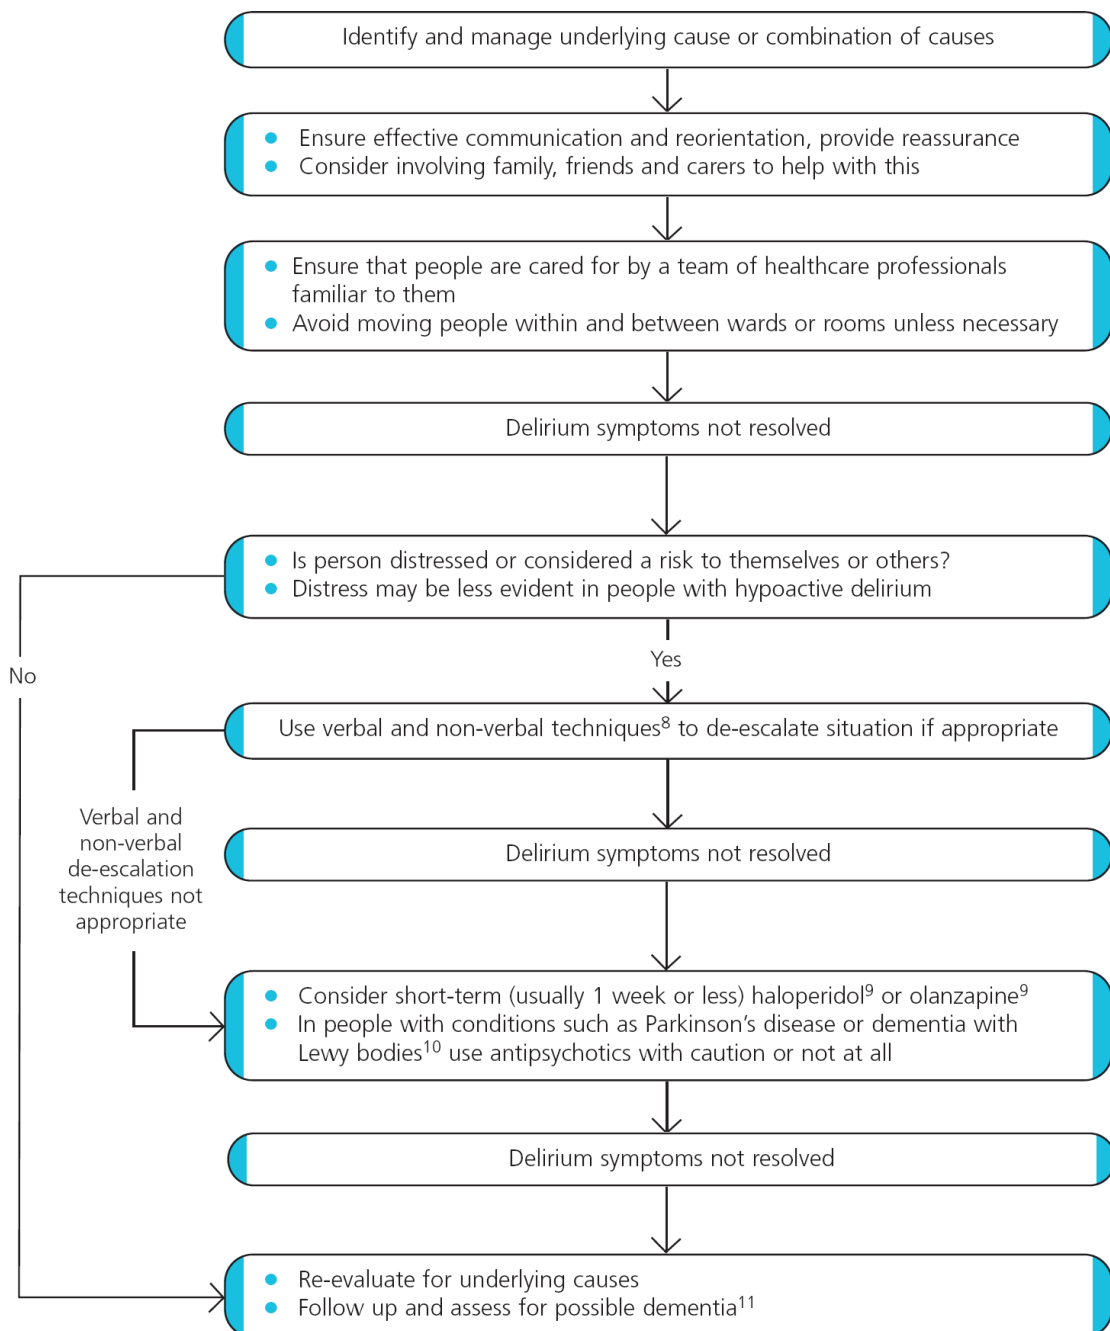 Identify and manage underlying cause or combination of causes
• Ensure effective communication and reorientation, provide reassurance
• Consider involving family, friends and carers to help with this
• Ensure that people are cared for by a team of healthcare professionals
familiar to them
• Avoid moving people within and between wards or rooms unless necessary
Delirium symptoms not resolved
• Is person distressed or considered a risk to themselves or others?
• Distress may be less evident in people with hypoactive delirium
No
Yes
Use verbal and non-verbal techniques⁸ to de-escalate situation if appropriate
Verbal and
non-verbal
de-escalation
techniques not
appropriate
Delirium symptoms not resolved
• Consider short-term (usually 1 week or less) haloperidol⁹ or olanzapine⁹
• In people with conditions such as Parkinson’s disease or dementia with
Lewy bodies¹⁰ use antipsychotics with caution or not at all
Delirium symptoms not resolved
• Re-evaluate for underlying causes
• Follow up and assess for possible dementia¹¹